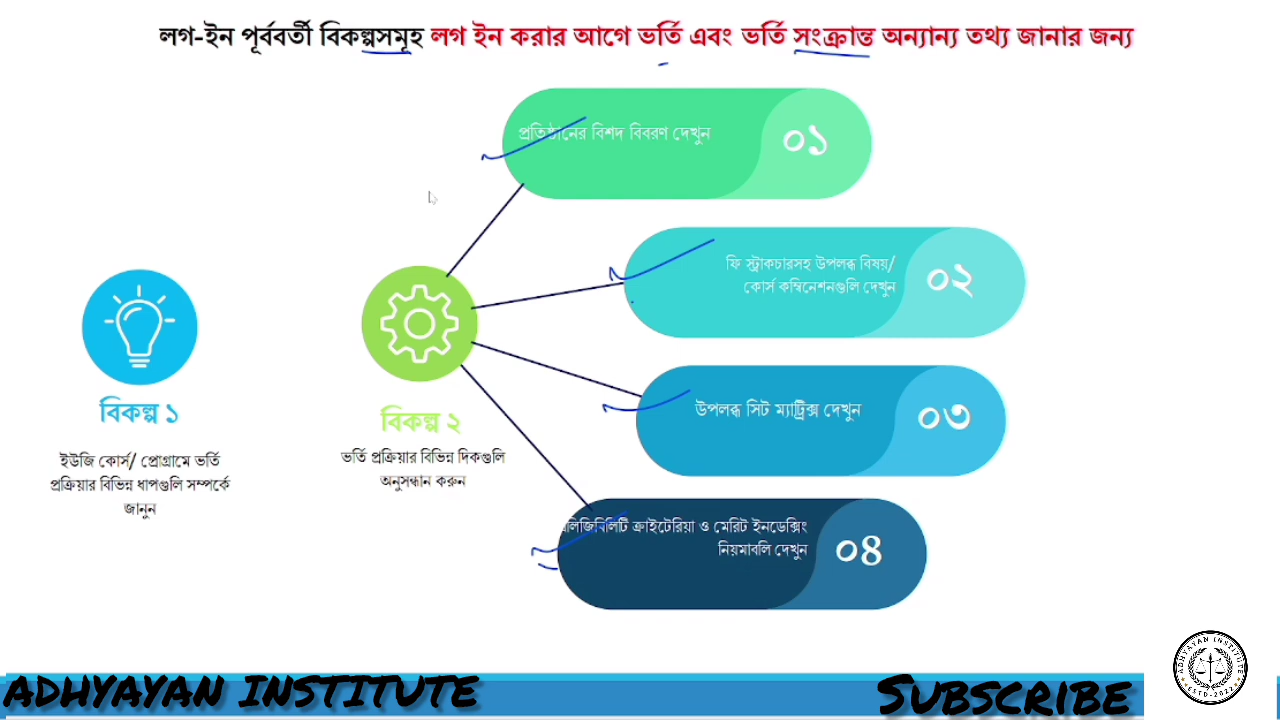 লগ-ইন পূর্ববর্তী বিকল্পসমূহ লগ ইন করার আগে ভর্তি এবং ভর্তি সংক্রান্ত অন্যান্য তথ্য জানার জন্য
প্রতিষ্ঠানের বিশদ বিবরণ দেখুন
০১
ফি স্ট্রাকচারসহ উপলব্ধ বিষয়/
কোর্স কম্বিনেশনগুলি দেখুন
০২
বিকল্প ১
ইউজি কোর্স/ প্রোগ্রামে ভর্তি
প্রক্রিয়ার বিভিন্ন ধাপগুলি সম্পর্কে
জানুন
বিকল্প ২
ভর্তি প্রক্রিয়ার বিভিন্ন দিকগুলি
অনুসন্ধান করুন
উপলব্ধ সিট ম্যাট্রিক্স দেখুন
০৩
ক্রাইটেরিয়া ও মেরিট ইনডেক্সিং
নিয়মাবলি দেখুন
০৪
ADHYAYAN INSTITUTE
SUBSCRIBE
ADHYAYAN INSTITUTE